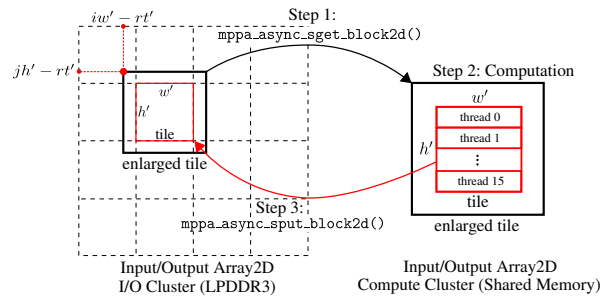 iw′ − rt′
Step 1:
mppa_async_sget_block2d()
jh′ − rt′
Step 2: Computation
w′
h′
tile
enlarged tile
w′
h′
thread 0
thread 1
⋮
thread 15
tile
enlarged tile
Step 3:
mppa_async_sput_block2d()
Input/Output Array2D
I/O Cluster (LPDDR3)
Input/Output Array2D
Compute Cluster (Shared Memory)